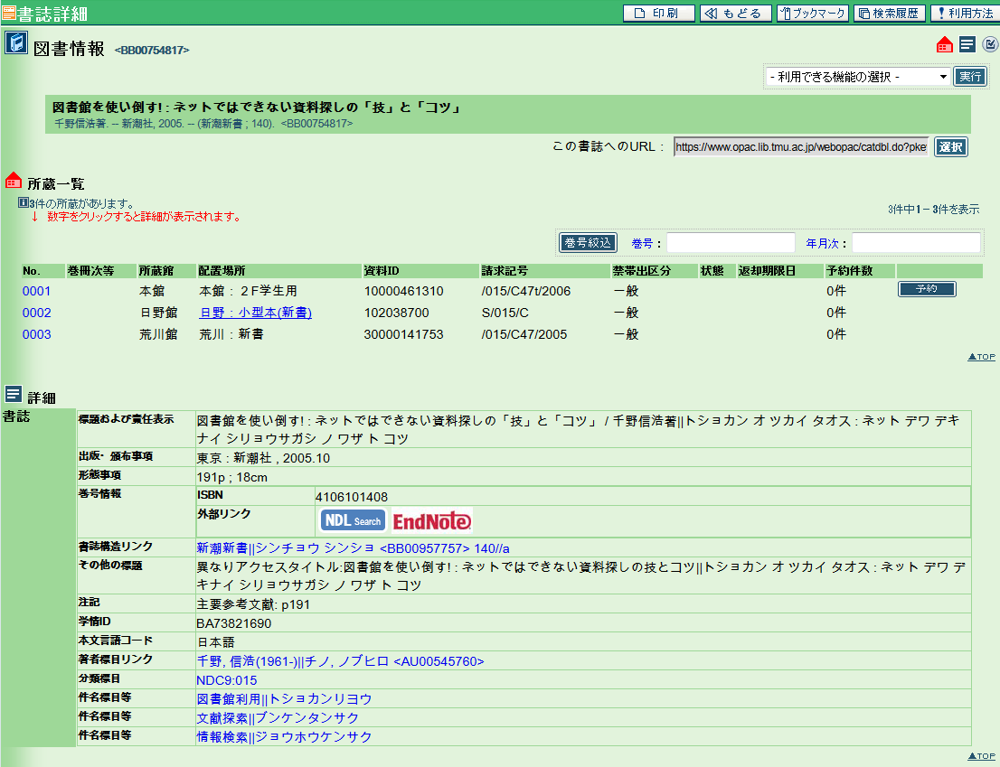 書誌詳細
印刷 もどる ブックマーク 検索履歴 利用方法
図書情報 <BB00754817>
- 利用できる機能の選択 - 実行
図書館を使い倒す! : ネットではできない資料探しの「技」と「コツ」
千野信浩著. -- 新潮社, 2005. -- (新潮新書 ; 140). <BB00754817>
この書誌へのURL： https://www.opac.lib.tmu.ac.jp/webopac/catdbl.do?pke 選択
所蔵一覧
3件の所蔵があります。
↓ 数字をクリックすると詳細が表示されます。
3件中1－3件を表示
巻号絞込 巻号： 年月次：
No. 巻冊次等 所蔵館 配置場所 資料ID 請求記号 禁帯出区分 状態 返却期限日 予約件数
0001 本館 本館：２F学生用 10000461310 /015/C47t/2006 一般 0件 予約
0002 日野館 日野：小型本(新書) 102038700 S/015/C 一般 0件
0003 荒川館 荒川：新書 30000141753 /015/C47/2005 一般 0件
▲TOP
詳細
書誌
標題および責任表示 図書館を使い倒す! : ネットではできない資料探しの「技」と「コツ」 / 千野信浩著||トショカン オ ツカイ タオス : ネット デワ デキ
ナイ シリョウサガシ ノ ワザ ト コツ
出版・頒布事項 東京 : 新潮社 , 2005.10
形態事項 191p ; 18cm
巻号情報 ISBN 4106101408
外部リンク NDL Search EndNote
書誌構造リンク 新潮新書||シンチョウ シンショ <BB00957757> 140//a
その他の標題 異なりアクセスタイトル:図書館を使い倒す! : ネットではできない資料探しの技とコツ||トショカン オ ツカイ タオス : ネット デワ デ
キナイ シリョウサガシ ノ ワザ ト コツ
注記 主要参考文献: p191
学情ID BA73821690
本文言語コード 日本語
著者標目リンク 千野, 信浩(1961-)||チノ, ノブヒロ <AU00545760>
分類標目 NDC9:015
件名標目等 図書館利用||トショカンリヨウ
件名標目等 文献探索||ブンケンタンサク
件名標目等 情報検索||ジョウホウケンサク
▲TOP